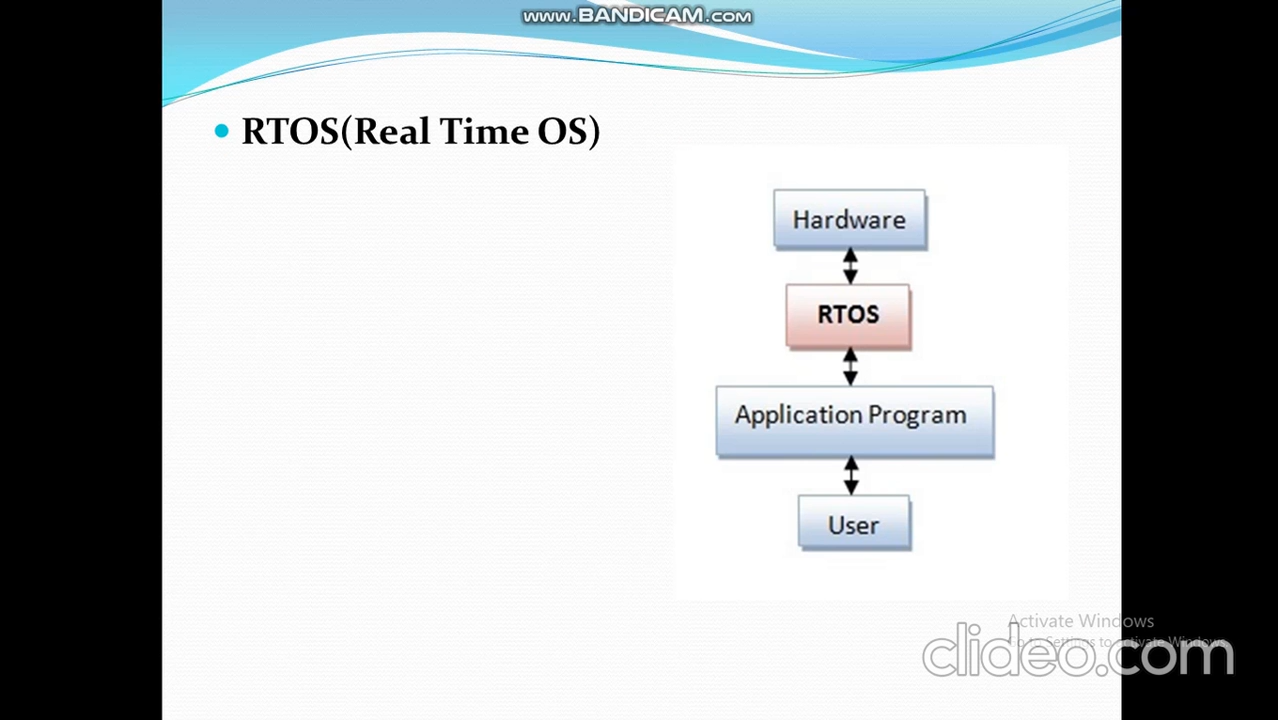 www.BANDICAM.com
RTOS(Real Time OS)
Hardware
RTOS
Application Program
User
Activate Windows
Go to Settings to activate Windows.
clideo.com